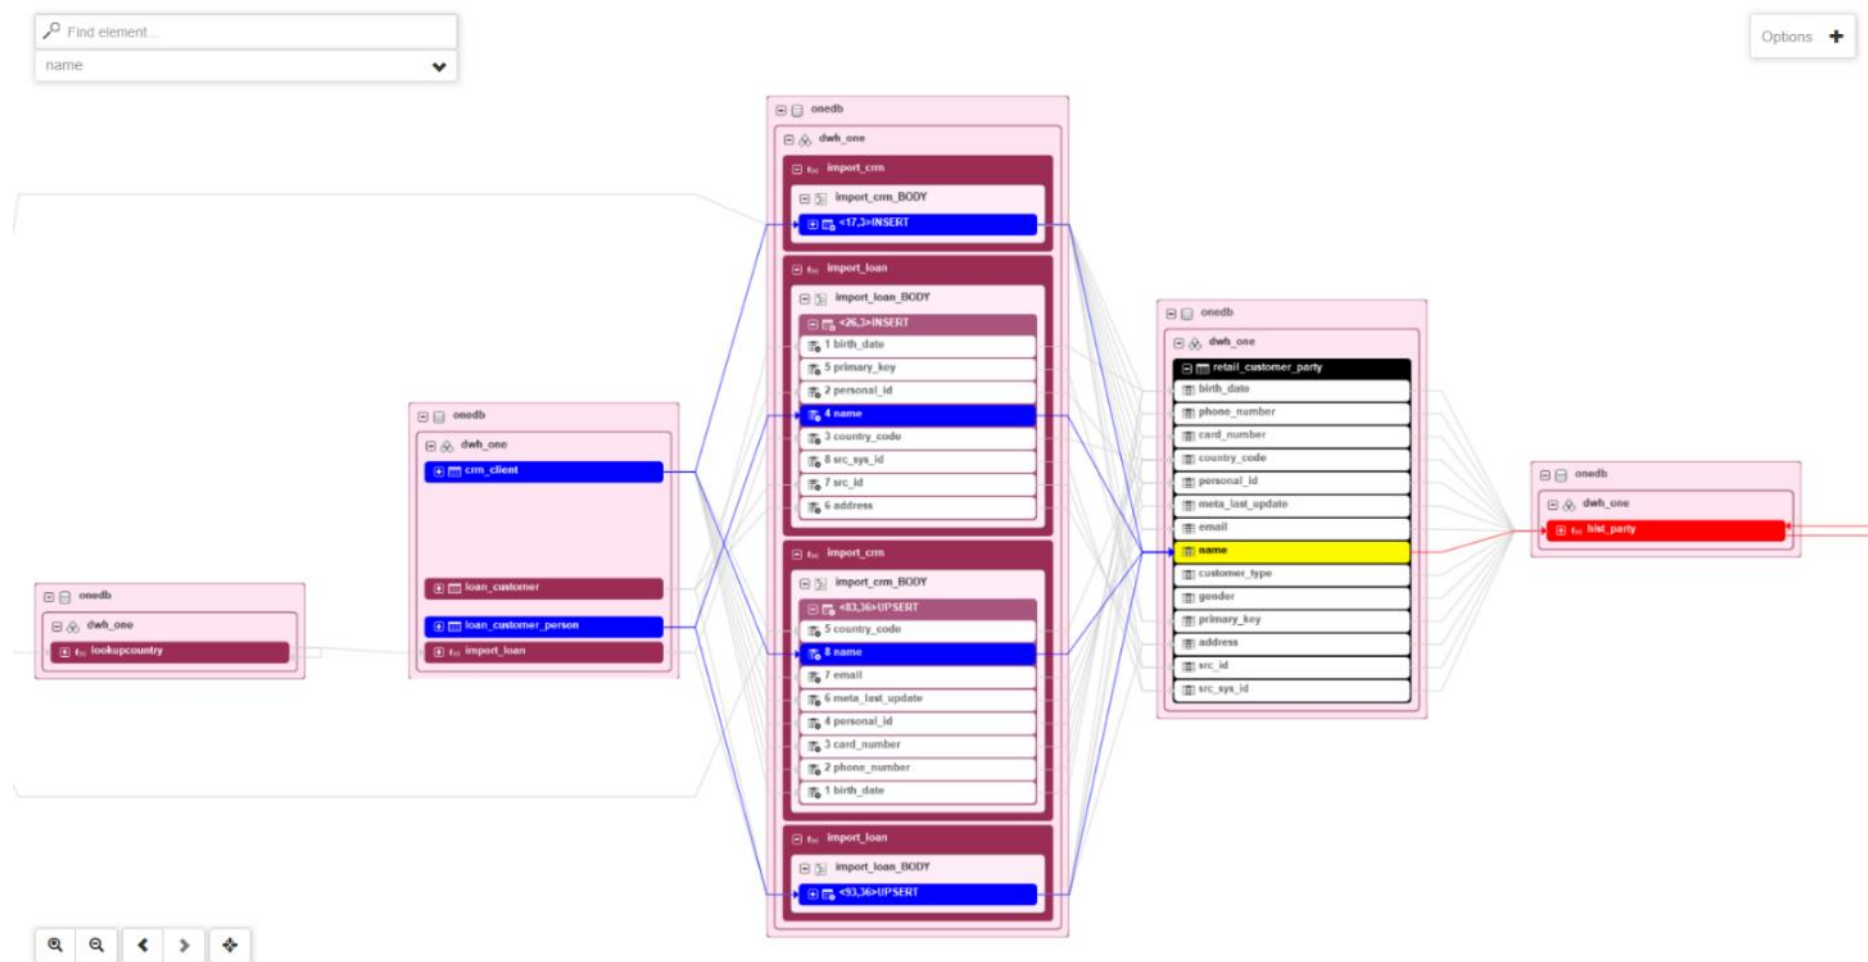 Find element...
name
Options
onedb
dwh_one
import_crm
import_crm_BODY
<17,3>INSERT
import_loan
import_loan_BODY
<26,3>INSERT
1 birth_date
5 primary_key
2 personal_id
4 name
3 country_code
8 src_sys_id
7 src_id
6 address
import_crm
import_crm_BODY
<83,36>UPSERT
5 country_code
8 name
7 email
6 meta_last_update
4 personal_id
3 card_number
2 phone_number
1 birth_date
import_loan
import_loan_BODY
<93,36>UPSERT
onedb
dwh_one
crm_client
loan_customer
loan_customer_person
import_loan
onedb
dwh_one
lookupcountry
onedb
dwh_one
retail_customer_party
birth_date
phone_number
card_number
country_code
personal_id
meta_last_update
email
name
customer_type
gender
primary_key
address
src_id
src_sys_id
onedb
dwh_one
hist_party